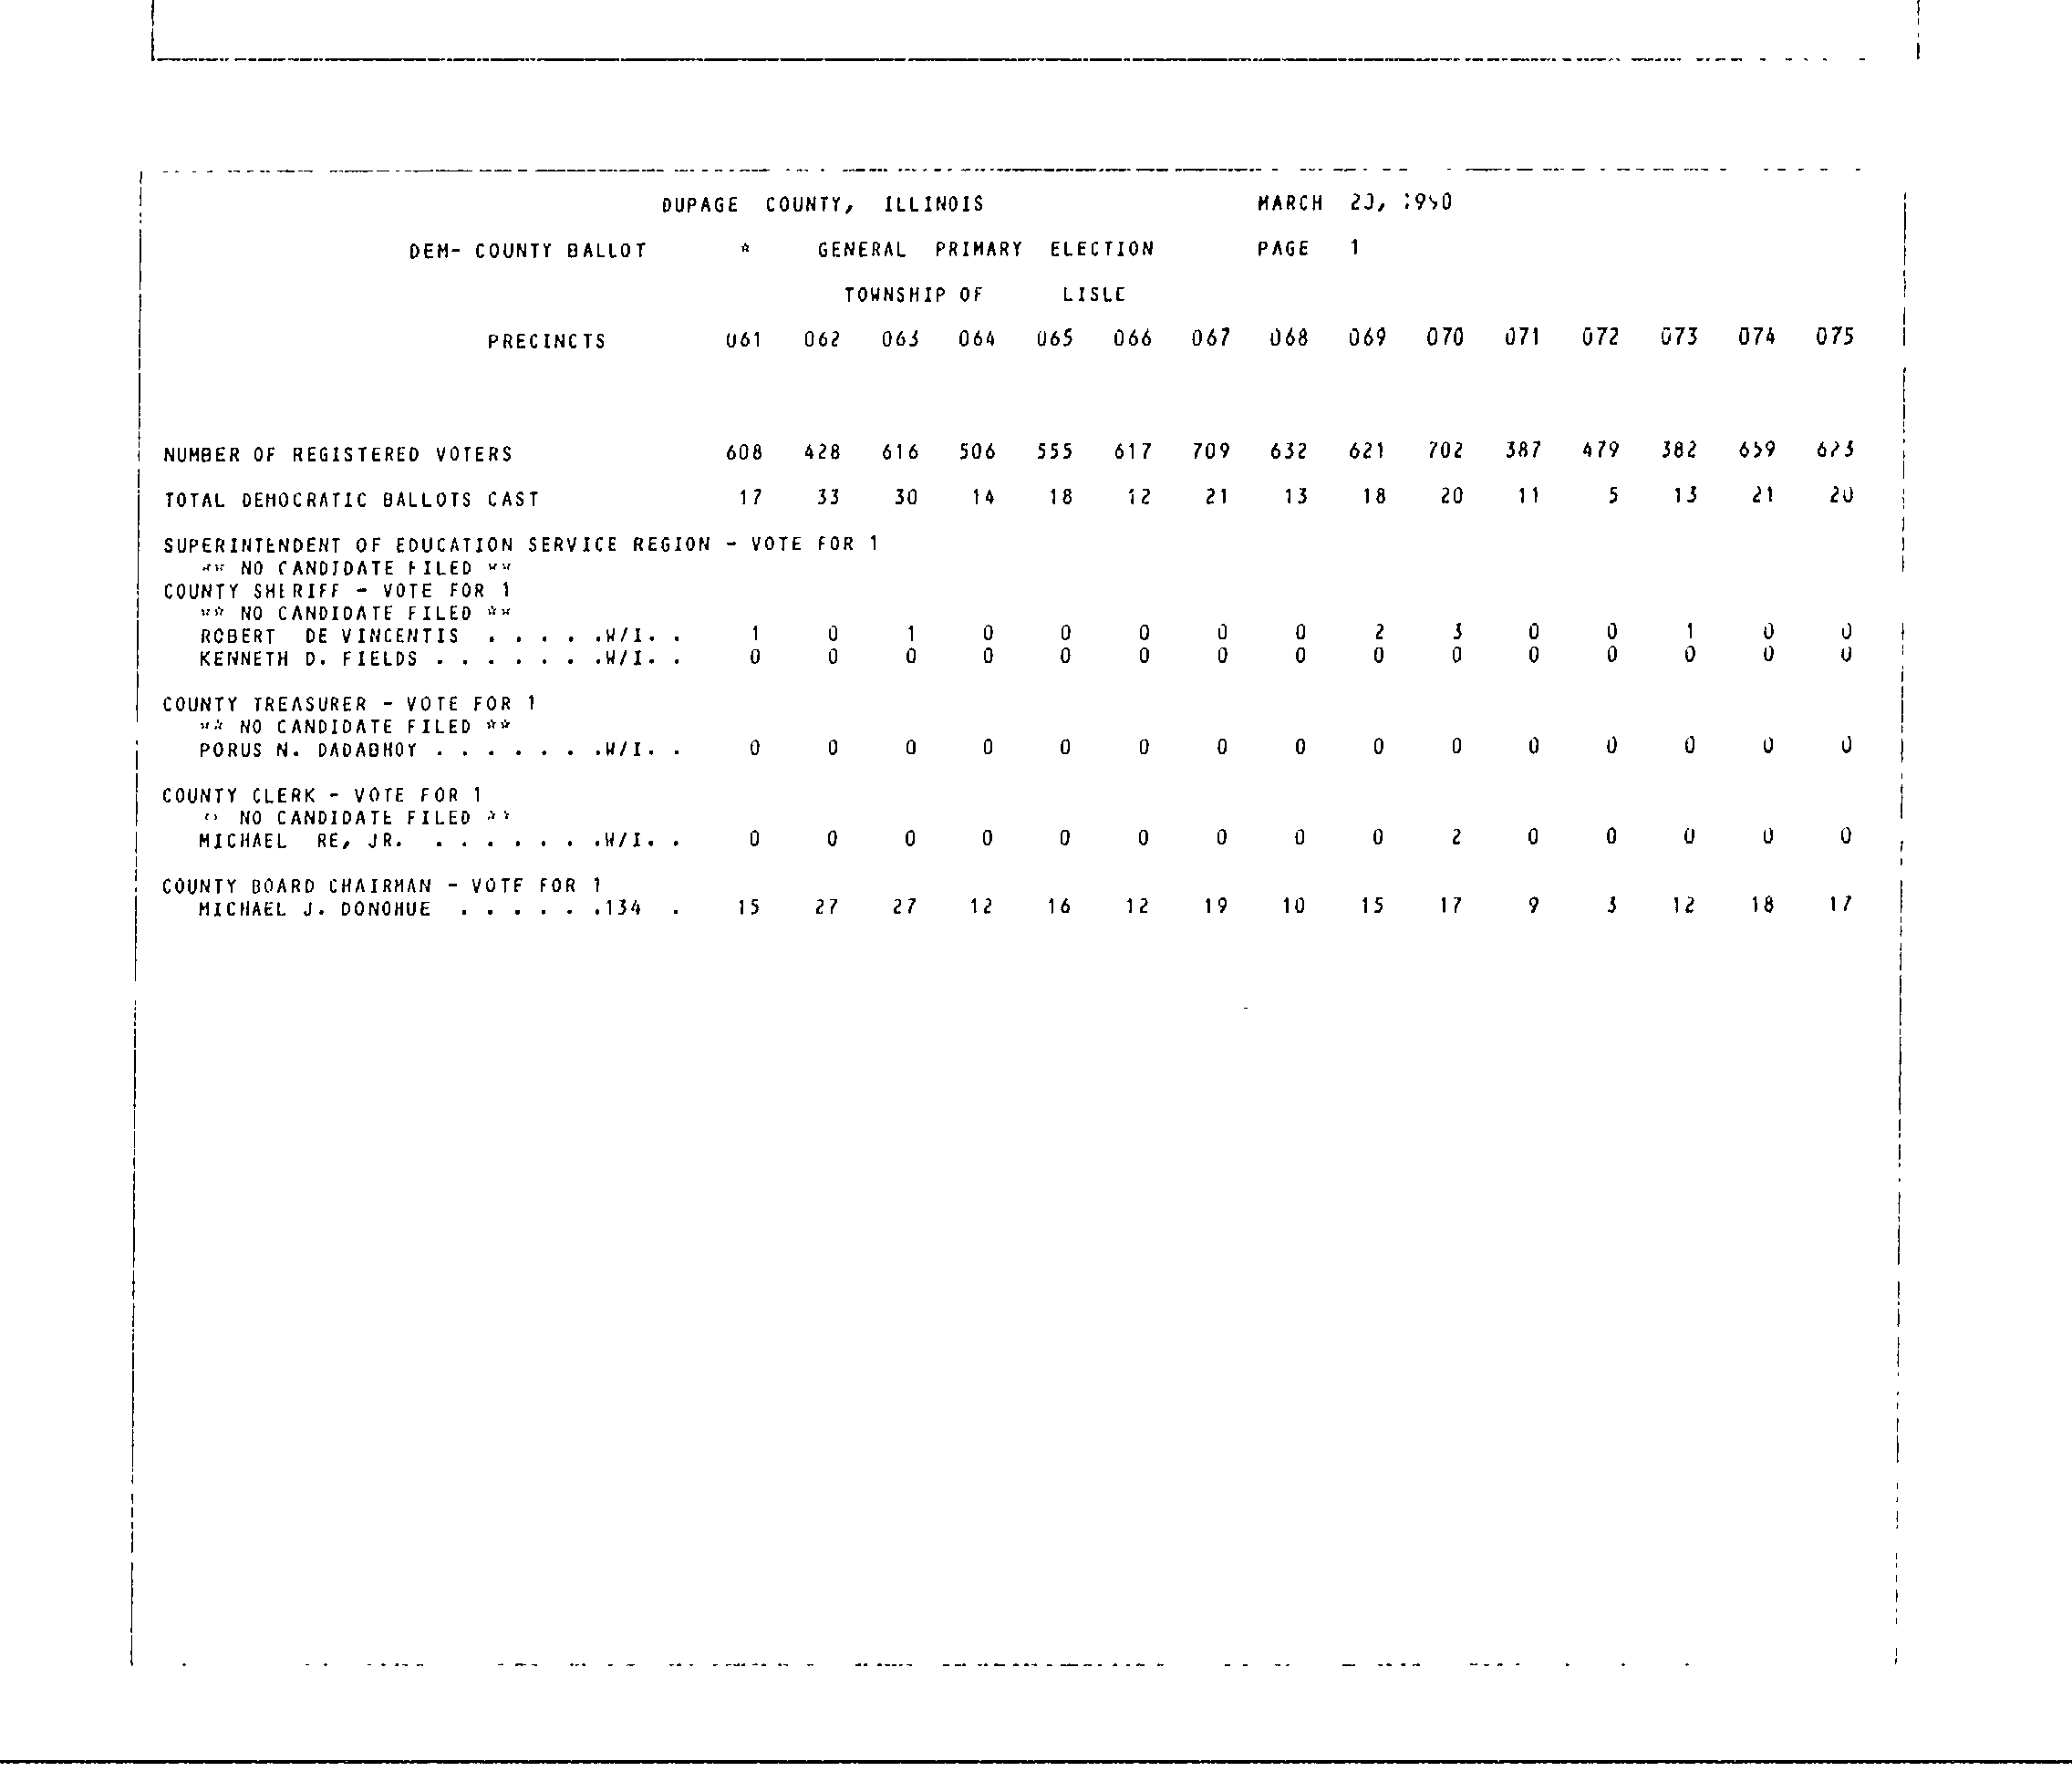 DUPAGE COUNTY, ILLINOIS MARCH 20, 1990
DEM- COUNTY BALLOT * GENERAL PRIMARY ELECTION PAGE 1
TOWNSHIP OF LISLE
PRECINCTS 061 062 063 064 065 066 067 068 069 070 071 072 073 074 075
NUMBER OF REGISTERED VOTERS 608 428 616 506 555 617 709 632 621 702 387 479 382 659 623
TOTAL DEMOCRATIC BALLOTS CAST 17 33 30 14 18 12 21 13 18 20 11 5 13 21 20
SUPERINTENDENT OF EDUCATION SERVICE REGION - VOTE FOR 1
** NO CANDIDATE FILED **
COUNTY SHERIFF - VOTE FOR 1
** NO CANDIDATE FILED **
ROBERT DE VINCENTIS . . . . .W/I. . 1 0 1 0 0 0 0 0 2 3 0 0 1 0 0
KENNETH D. FIELDS . . . . . . .W/I. . 0 0 0 0 0 0 0 0 0 0 0 0 0 0 0
COUNTY TREASURER - VOTE FOR 1
** NO CANDIDATE FILED **
PORUS N. DADABHOY . . . . . . .W/I. . 0 0 0 0 0 0 0 0 0 0 0 0 0 0 0
COUNTY CLERK - VOTE FOR 1
** NO CANDIDATE FILED **
MICHAEL RE, JR. . . . . . . .W/I. . 0 0 0 0 0 0 0 0 0 2 0 0 0 0 0
COUNTY BOARD CHAIRMAN - VOTE FOR 1
MICHAEL J. DONOHUE . . . . . .134 . 15 27 27 12 16 12 19 10 15 17 9 3 12 18 17